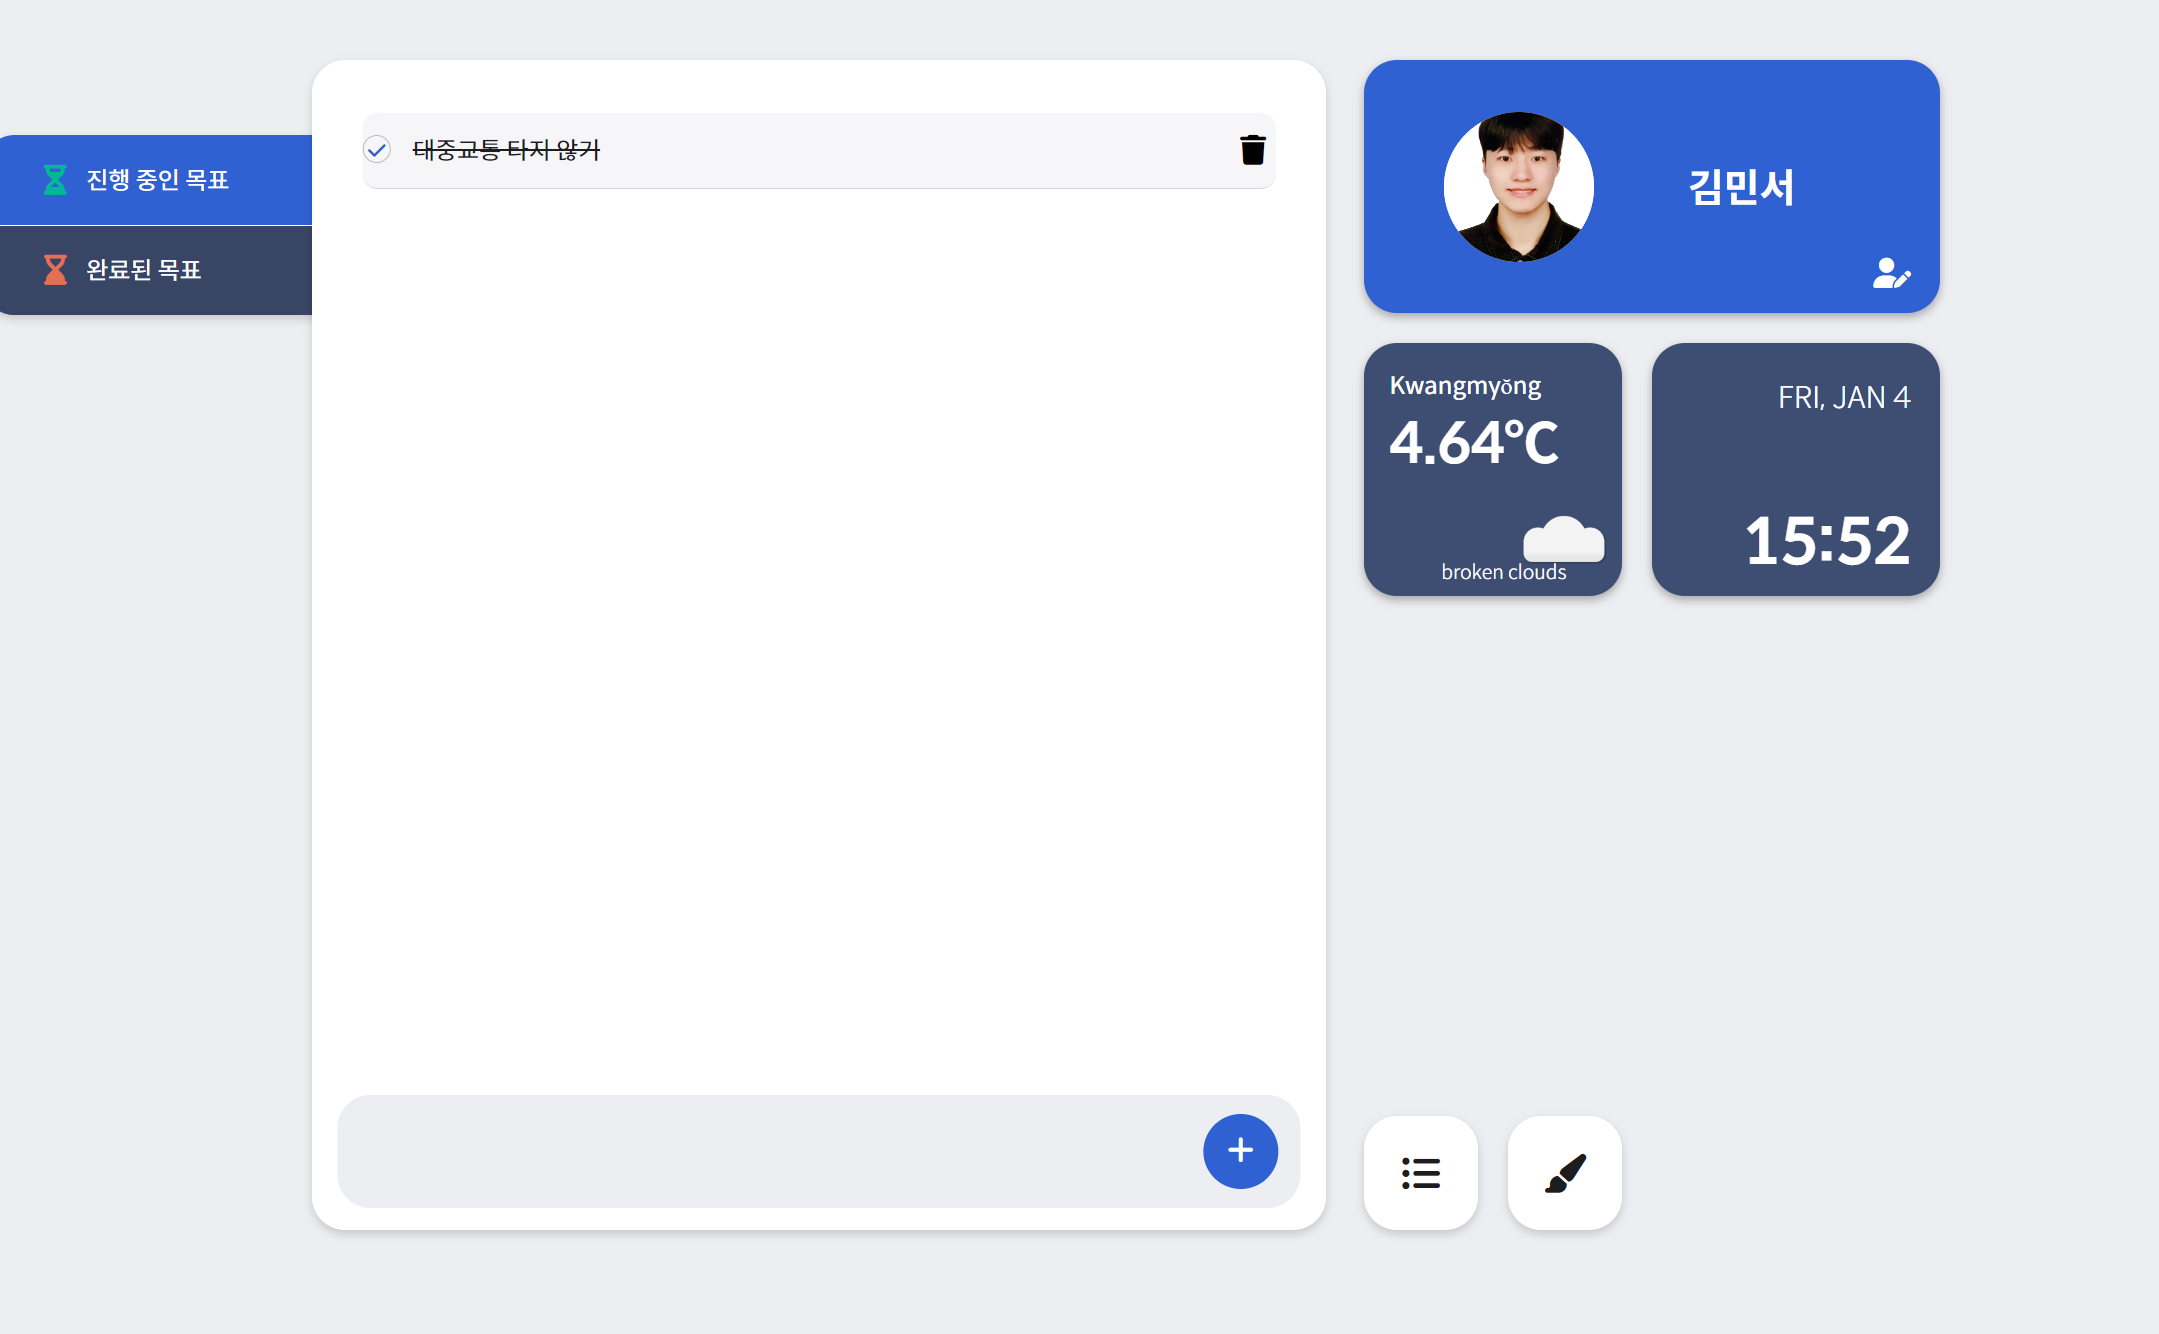 진행 중인 목표
완료된 목표
대중교통 타지 않기
김민서
Kwangmyŏng
4.64°C
broken clouds
FRI, JAN 4
15:52